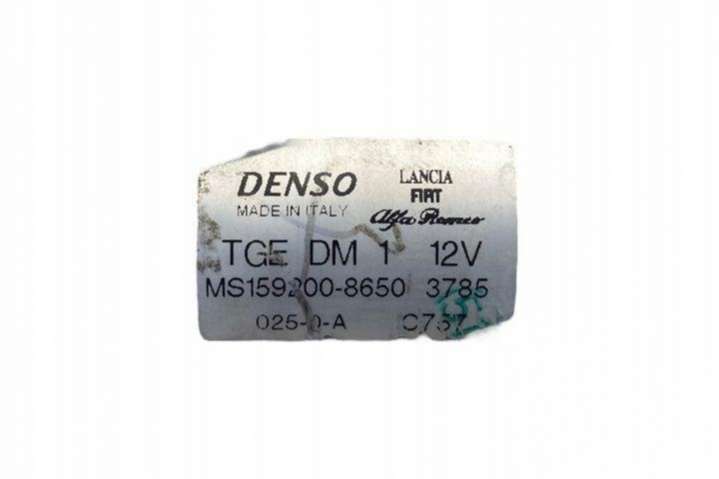 DENSO LANCIA
FIAT
MADE IN ITALY Alfa Romeo
TGE DM 1 12V
MS159200-8650 3785
025-0-A C757